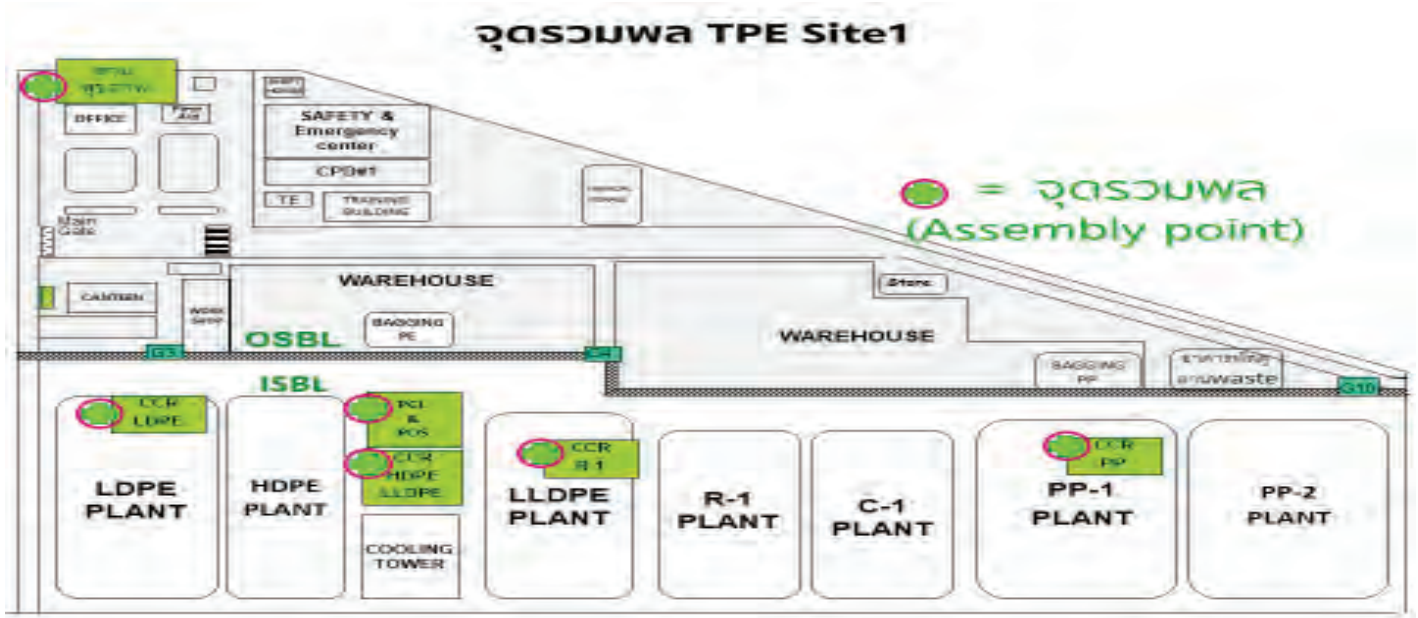 จุดรวมพล TPE Site1
OFFICE
SAFETY &
Emergency
center
CPD#1
TE
TRAINING
BUILDING
= จุดรวมพล
(Assembly point)
Main
Gate
CANTEEN
WORK
SHOP
WAREHOUSE
BAGGING
PE
Store
WAREHOUSE
BAGGING
PP
waste
OSBL
G3
G4
G10
ISBL
CCR
LDPE
LDPE
PLANT
HDPE
PLANT
&
CCR
HDPE
LLDPE
COOLING
TOWER
CCR
R-1
LLDPE
PLANT
R-1
PLANT
C-1
PLANT
CCR
PP
PP-1
PLANT
PP-2
PLANT